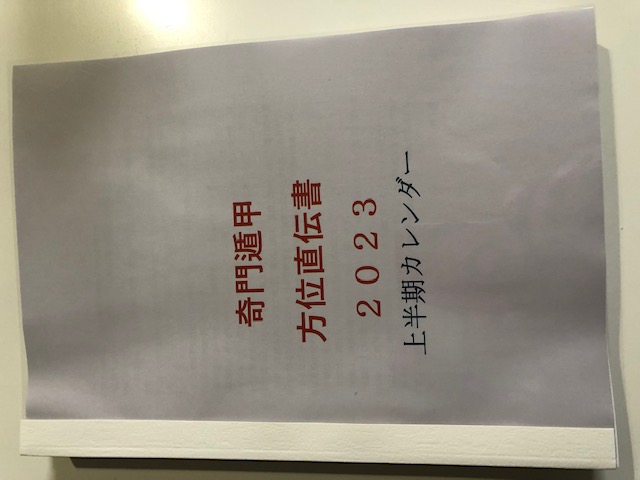 奇門遁甲
方位直伝書
２０２３
上半期カレンダー